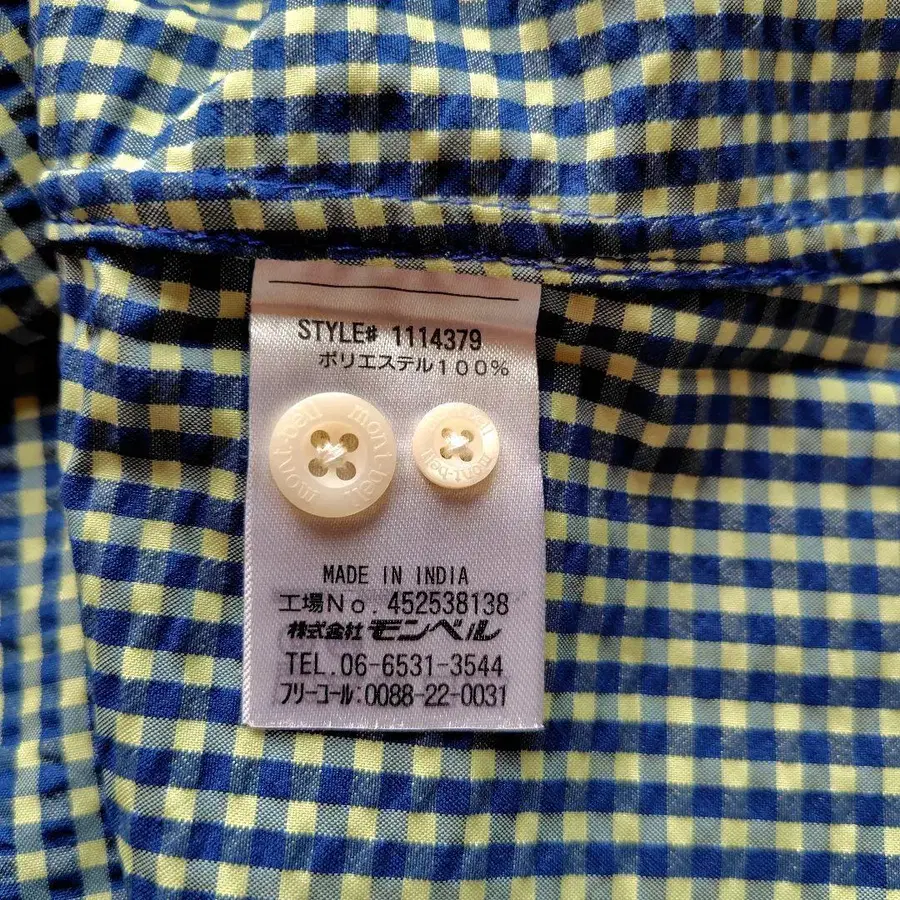 STYLE# 1114379
ポリエステル100%
mont-bell mont-bell
mont-bell
MADE IN INDIA
工場No. 452538138
株式会社 モンベル
TEL. 06-6531-3544
フリーコール:0088-22-0031